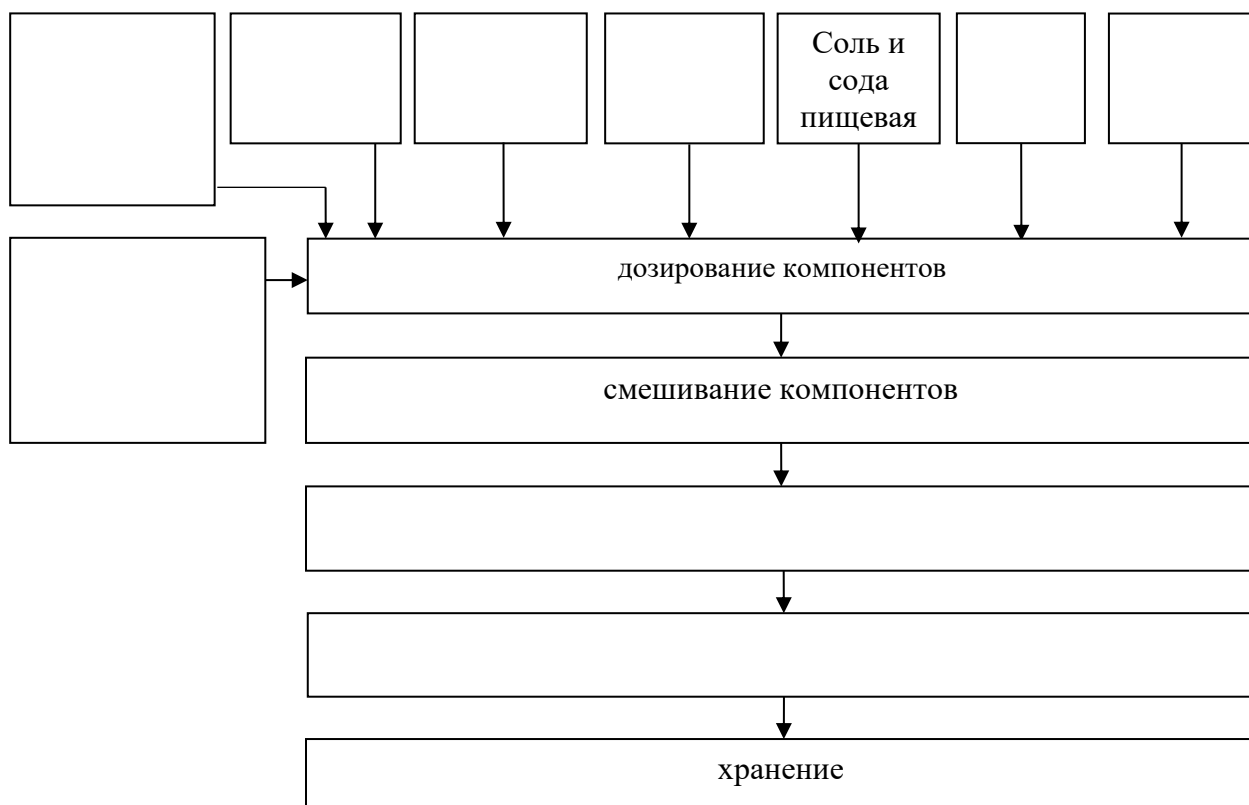 Соль и
сода
пищевая
дозирование компонентов
смешивание компонентов
хранение